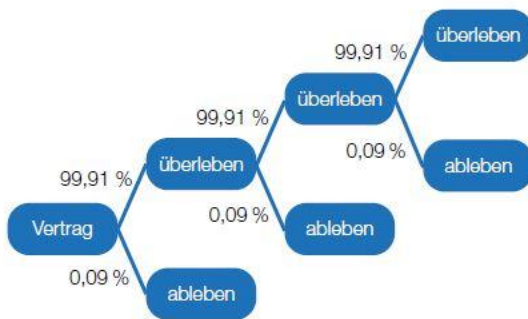 überleben
99,91 %
überleben
99,91 %
0,09 %
ableben
überleben
99,91 %
0,09 %
ableben
Vertrag
0,09 %
ableben